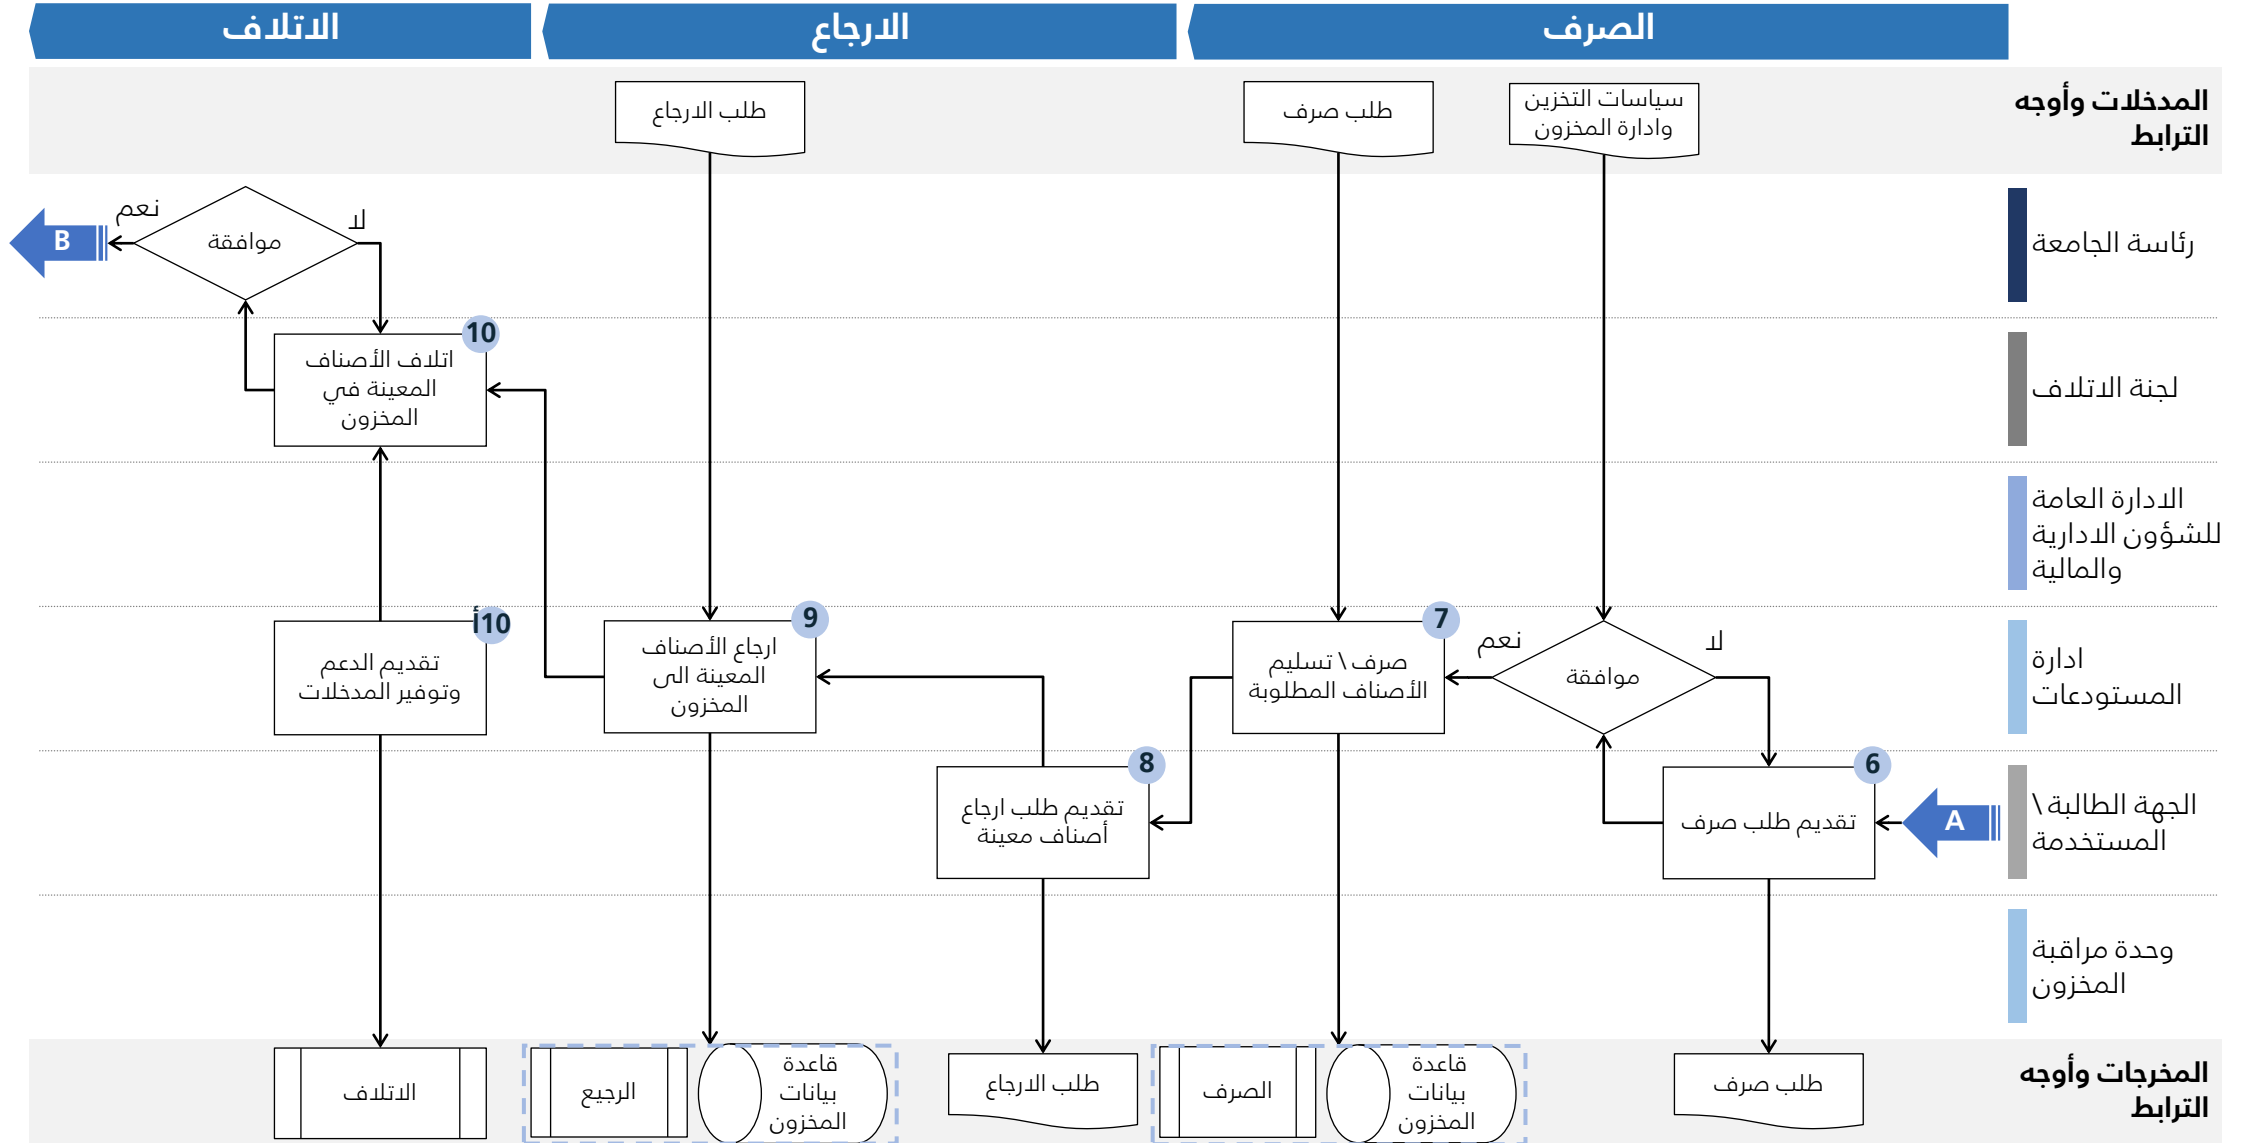 الصرف
الارجاع
الاتلاف
المدخلات وأوجه
الترابط
سياسات التخزين
وادارة المخزون
طلب صرف
طلب الارجاع
رئاسة الجامعة
لا
موافقة
نعم
B
لجنة الاتلاف
10
اتلاف الأصناف
المعينة في
المخزون
الادارة العامة
للشؤون الادارية
والمالية
ادارة
المستودعات
لا
موافقة
نعم
7
صرف \ تسليم
الأصناف المطلوبة
9
ارجاع الأصناف
المعينة الى
المخزون
10أ
تقديم الدعم
وتوفير المدخلات
الجهة الطالبة \
المستخدمة
A
6
تقديم طلب صرف
8
تقديم طلب ارجاع
أصناف معينة
وحدة مراقبة
المخزون
المخرجات وأوجه
الترابط
طلب صرف
قاعدة
بيانات
المخزون
الصرف
طلب الارجاع
قاعدة
بيانات
المخزون
الرجيع
الاتلاف